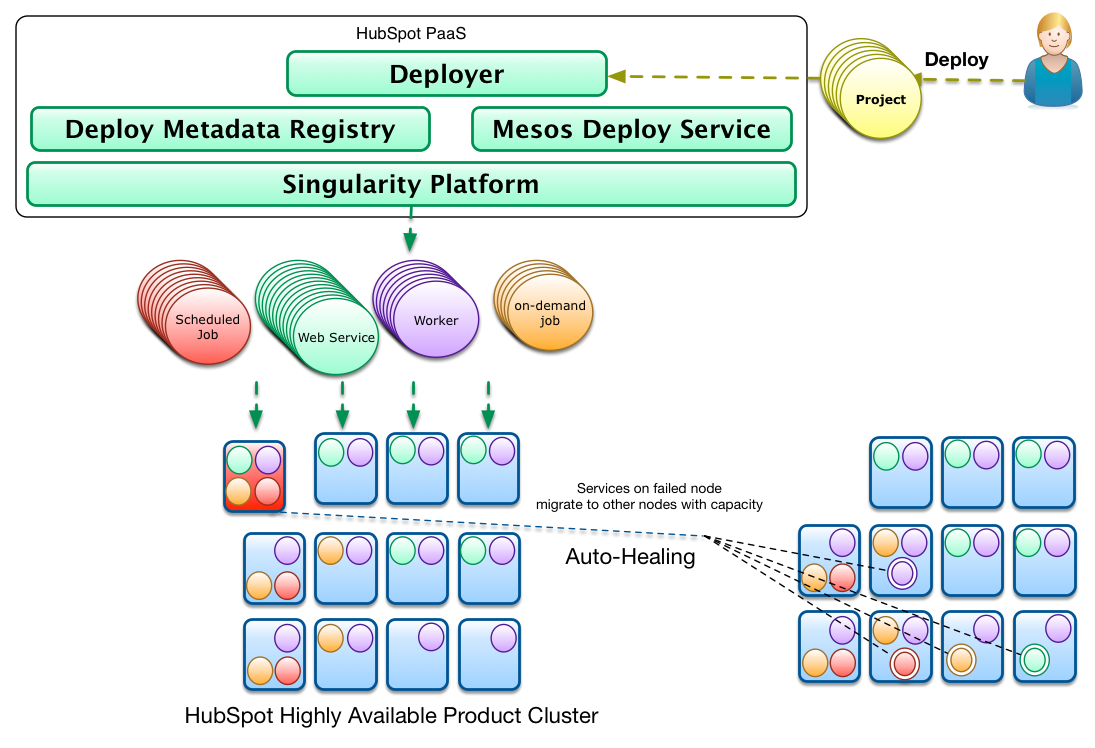 HubSpot PaaS
Deployer
Deploy
Project
Deploy Metadata Registry
Mesos Deploy Service
Singularity Platform
Scheduled
Job
Web Service
Worker
on-demand
job
Services on failed node
migrate to other nodes with capacity
Auto-Healing
HubSpot Highly Available Product Cluster